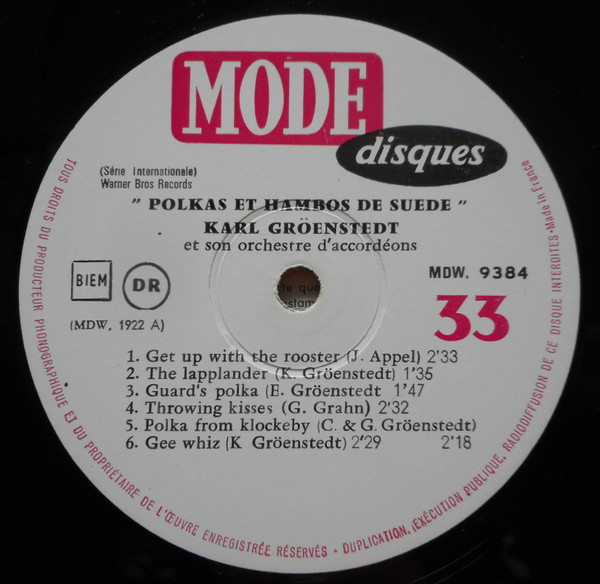 MODE
disques
(Série Internationale)
Warner Bros Records
" POLKAS ET HAMBOS DE SUEDE "
KARL GRÖENSTEDT
et son orchestre d'accordéons
BIEM
DR
MDW. 9384
(MDW. 1922 A)
33
1. Get up with the rooster (J. Appel) 2'33
2. The lapplander (K. Gröenstedt) 1'35
3. Guard's polka (E. Gröenstedt 1'47
4. Throwing kisses (G. Grahn) 2'32
5. Polka from klockeby (C. & G. Gröenstedt)
6. Gee whiz (K Gröenstedt) 2'29 2'18
TOUS DROITS DU PRODUCTEUR PHONOGRAPHIQUE ET DU PROPRIÉTAIRE DE L'ŒUVRE ENREGISTRÉE RÉSERVÉS • DUPLICATION, EXÉCUTION PUBLIQUE, RADIODIFFUSION DE CE DISQUE INTERDITES • Made in France
de que
estam